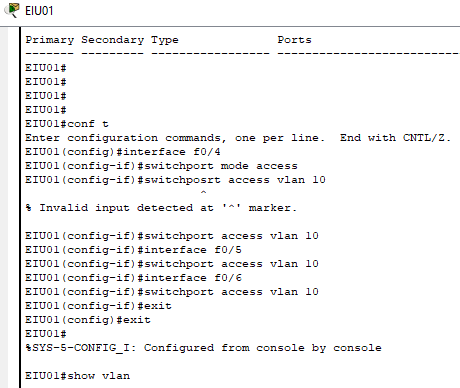 EIU01
Primary Secondary Type              Ports
------- --------- ----------------- --------------------------
EIU01#
EIU01#
EIU01#
EIU01#
EIU01#conf t
Enter configuration commands, one per line.  End with CNTL/Z.
EIU01(config)#interface f0/4
EIU01(config-if)#switchport mode access
EIU01(config-if)#switchposrt access vlan 10
                          ^
% Invalid input detected at '^' marker.
EIU01(config-if)#switchport access vlan 10
EIU01(config-if)#interface f0/5
EIU01(config-if)#switchport access vlan 10
EIU01(config-if)#interface f0/6
EIU01(config-if)#switchport access vlan 10
EIU01(config-if)#exit
EIU01(config)#exit
EIU01#
%SYS-5-CONFIG_I: Configured from console by console
EIU01#show vlan